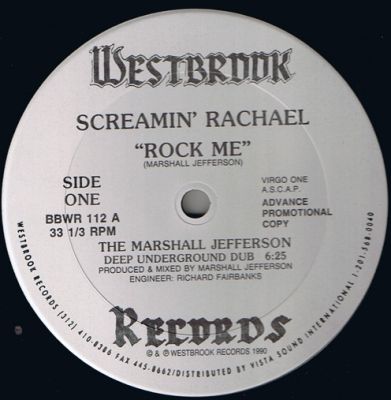 WESTBROOK
SCREAMIN' RACHAEL
"ROCK ME"
(MARSHALL JEFFERSON)
SIDE
ONE
BBWR 112 A
33 1/3 RPM
VIRGO ONE
A.S.C.A.P.
ADVANCE
PROMOTIONAL
COPY
THE MARSHALL JEFFERSON
DEEP UNDERGROUND DUB 6:25
PRODUCED & MIXED BY MARSHALL JEFFERSON
ENGINEER: RICHARD FAIRBANKS
RECORDS
© & ℗ WESTBROOK RECORDS 1990
WESTBROOK RECORDS (312) 410-0386 FAX 445-8662/DISTRIBUTED BY VISTA SOUND INTERNATIONAL 1-201-568-0040